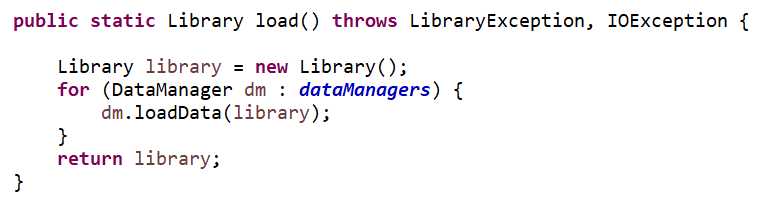 public static Library load() throws LibraryException, IOException {
Library library = new Library();
for (DataManager dm : dataManagers) {
dm.loadData(library);
}
return library;
}